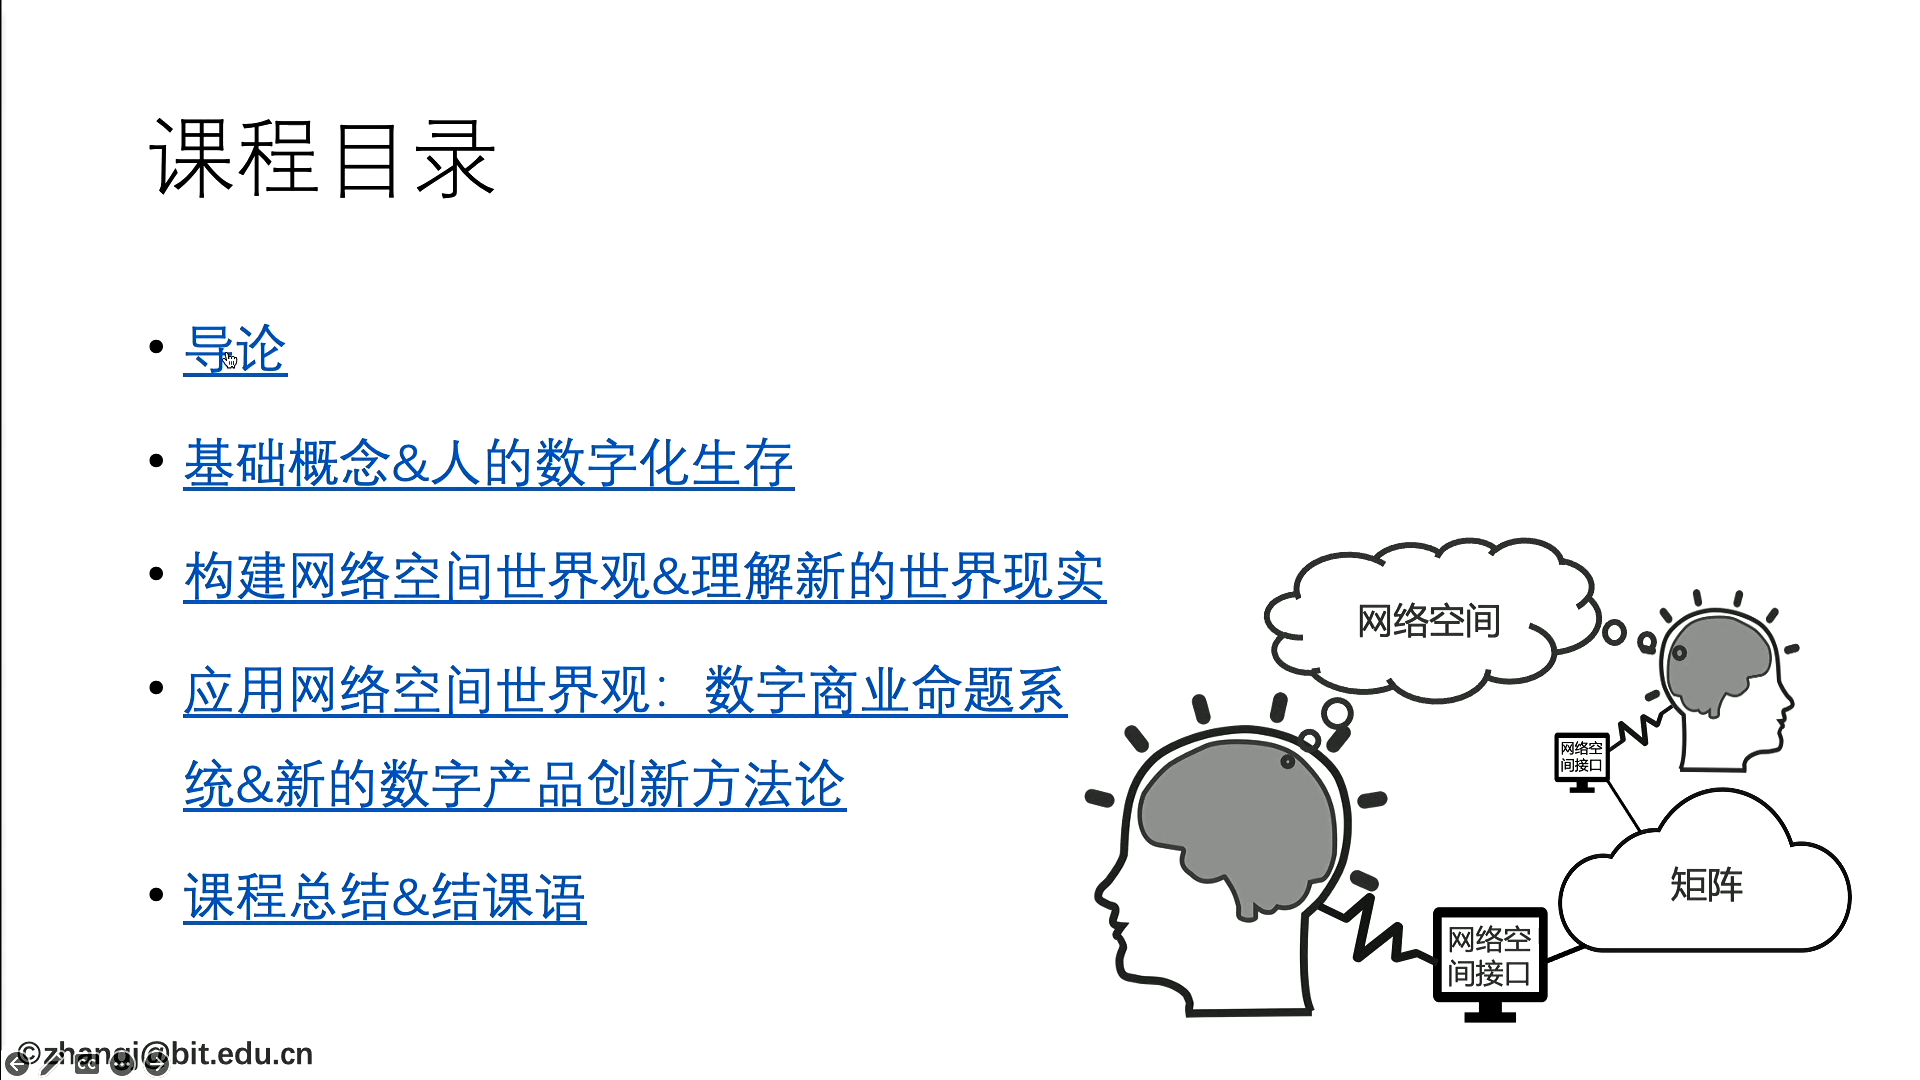 课程目录
导论
基础概念&人的数字化生存
构建网络空间世界观&理解新的世界现实
应用网络空间世界观：数字商业命题系
统&新的数字产品创新方法论
课程总结&结课语
网络空间
网络空
间接口
矩阵
网络空
间接口
©zhangj@bit.edu.cn
CC